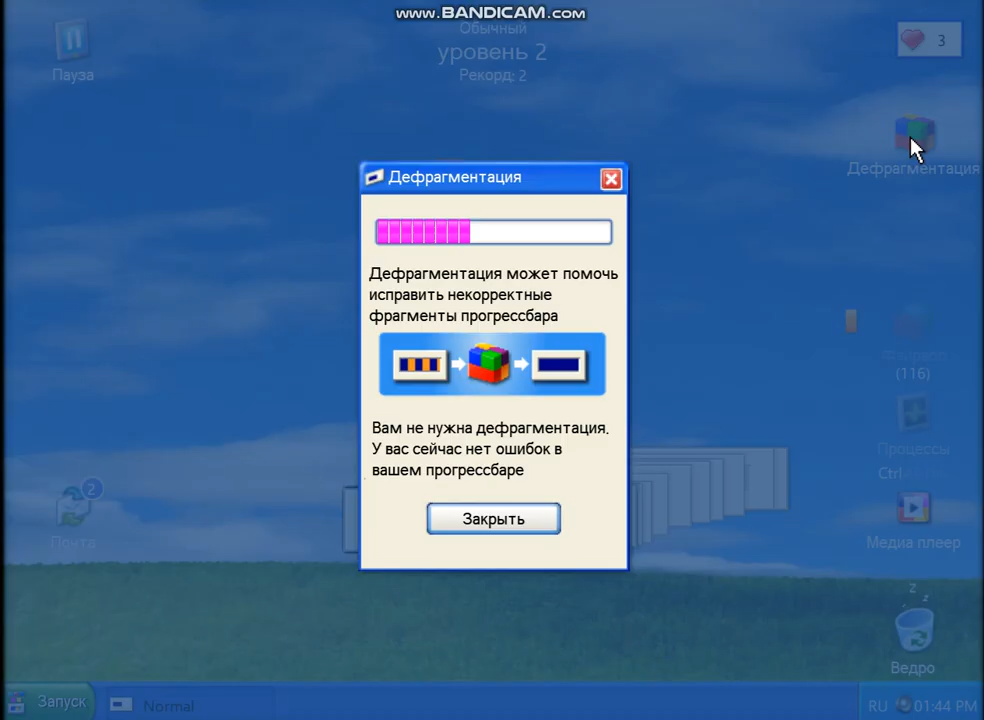 www.BANDICAM.com
Обычный
уровень 2
Рекорд: 2
Пауза
3
Дефрагментация
Дефрагментация
Дефрагментация может помочь
исправить некорректные
фрагменты прогрессбара
Вам не нужна дефрагментация.
У вас сейчас нет ошибок в
вашем прогрессбаре
Закрыть
(116)
Процессы
Ctrl
Медиа плеер
2
Почта
z
z
Ведро
Запуск
Normal
RU
01:44 PM